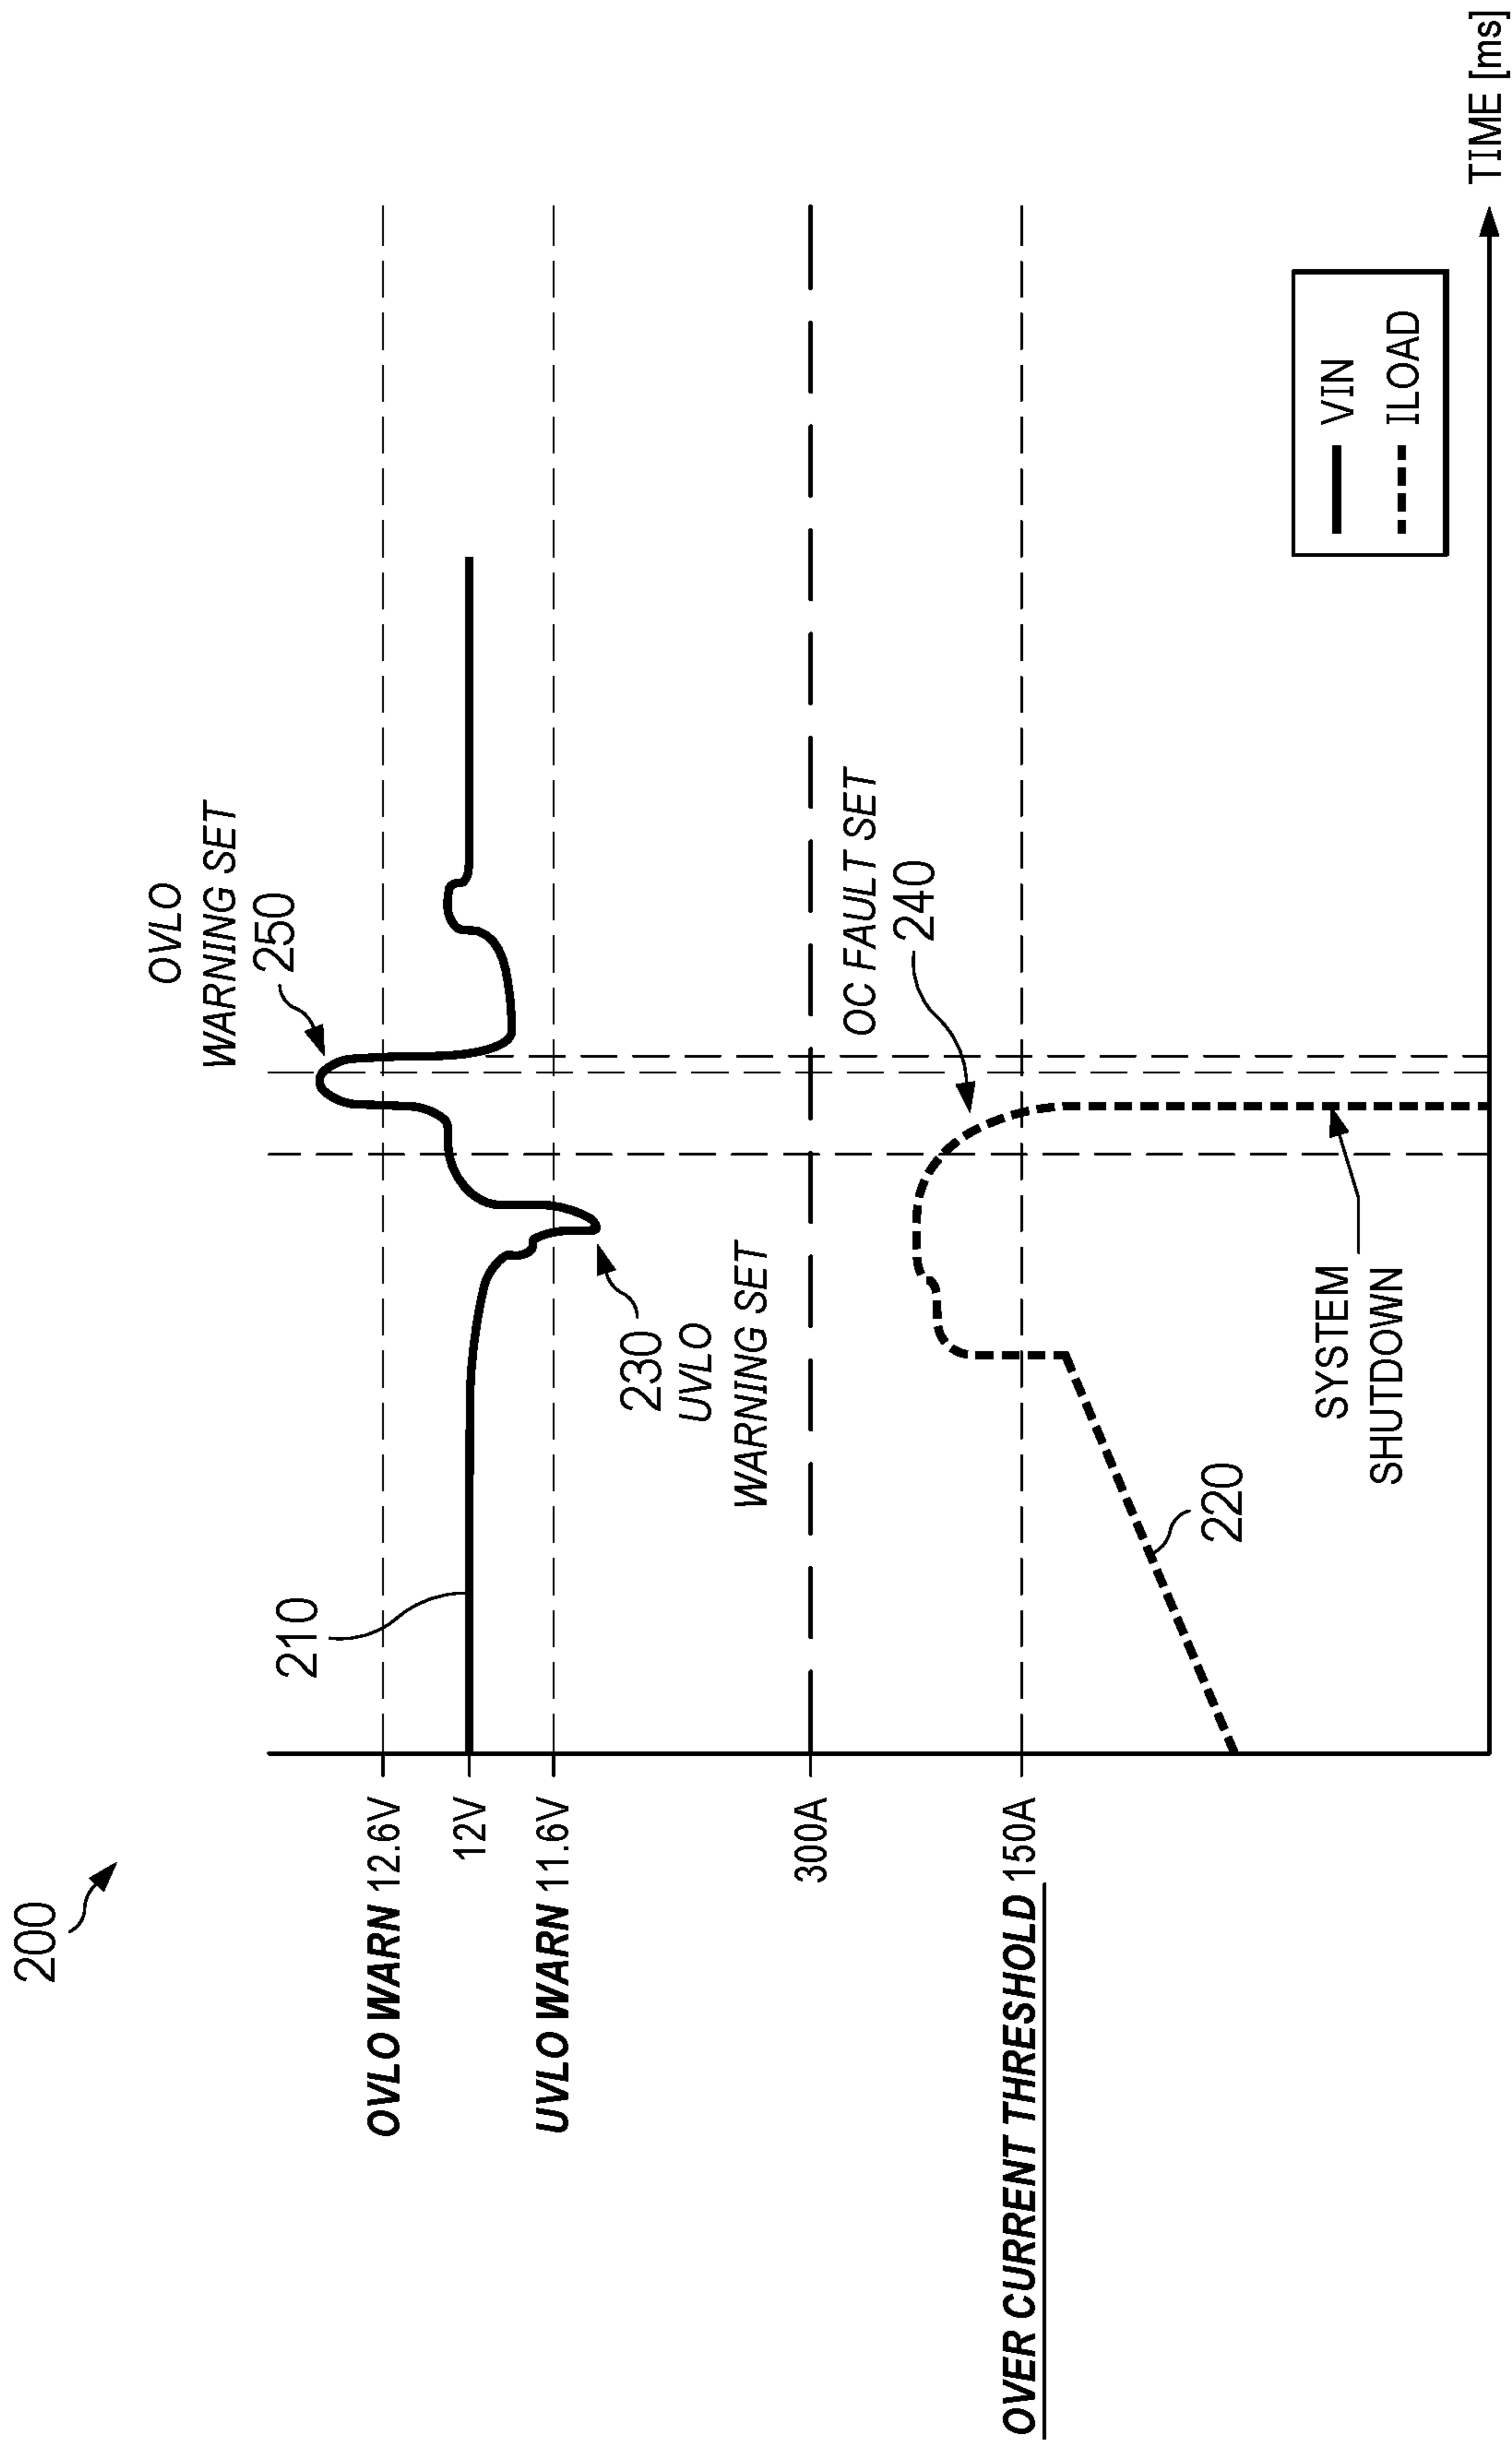 200
OVLO WARN 12.6V
12V
UVLO WARN 11.6V
300A
OVER CURRENT THRESHOLD 150A
210
OVLO
WARNING SET
250
230
UVLO
WARNING SET
OC FAULT SET
240
220
SYSTEM
SHUTDOWN
VIN
ILOAD
TIME [ms]